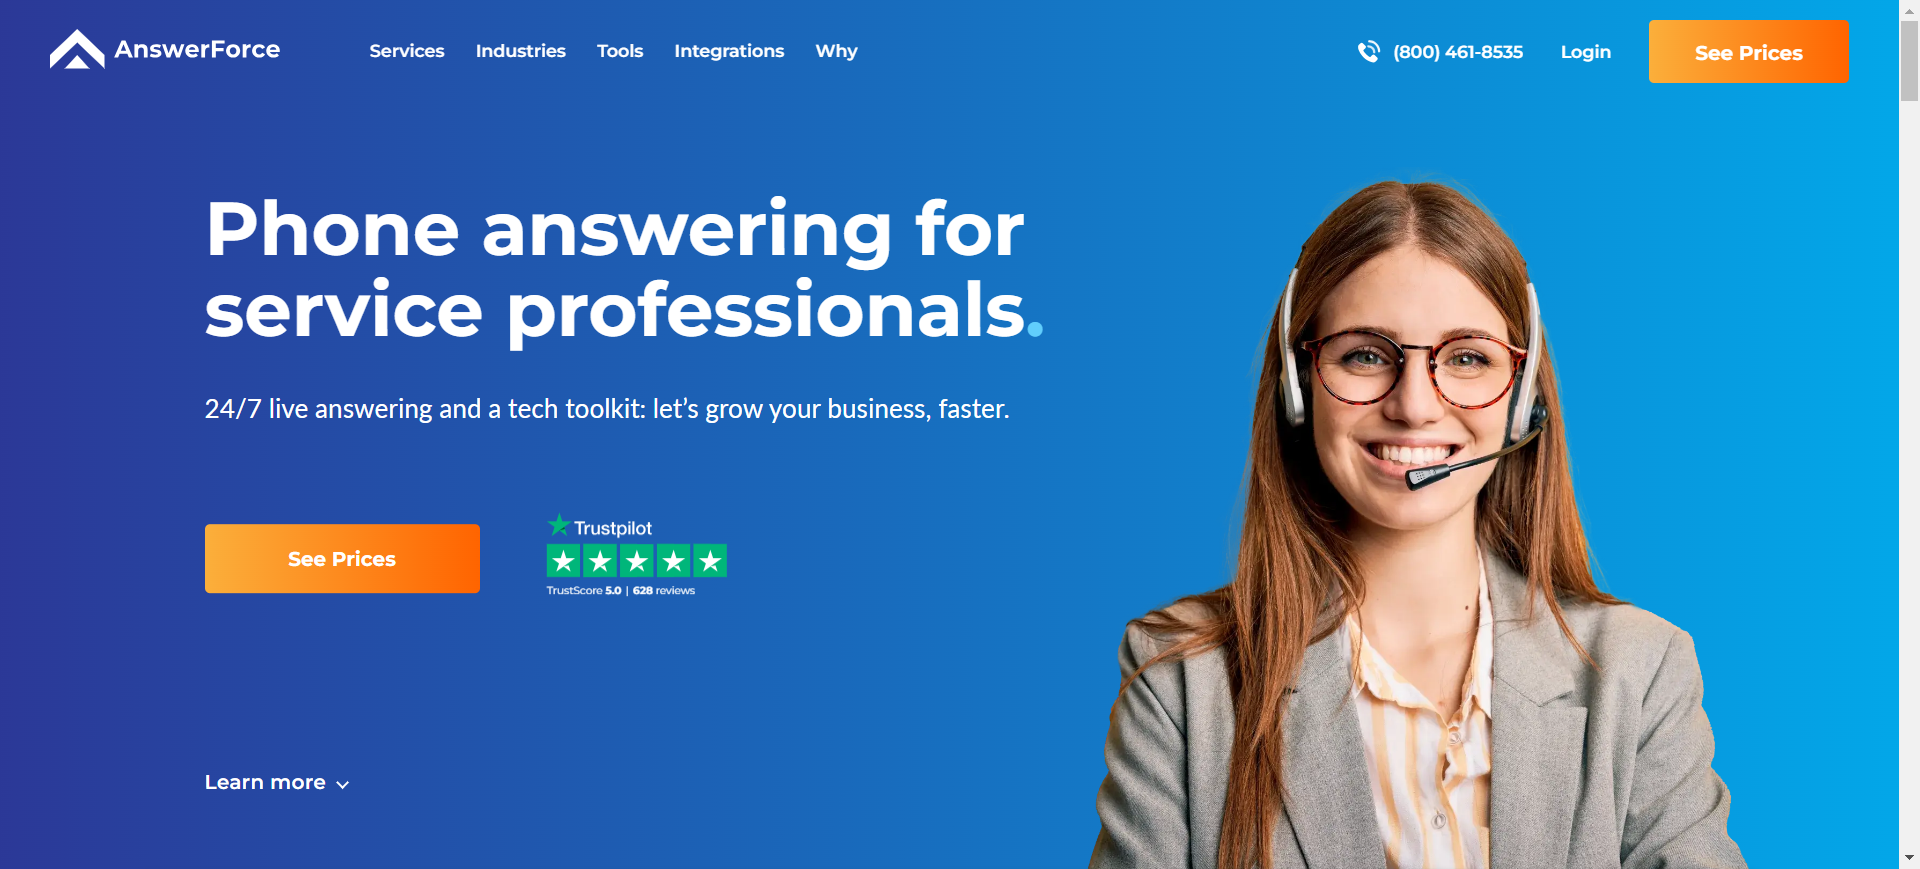 AnswerForce
Services
Industries
Tools
Integrations
Why
(800) 461-8535
Login
See Prices
Phone answering for
service professionals.
24/7 live answering and a tech toolkit: let’s grow your business, faster.
See Prices
Trustpilot
TrustScore 5.0 | 628 reviews
Learn more